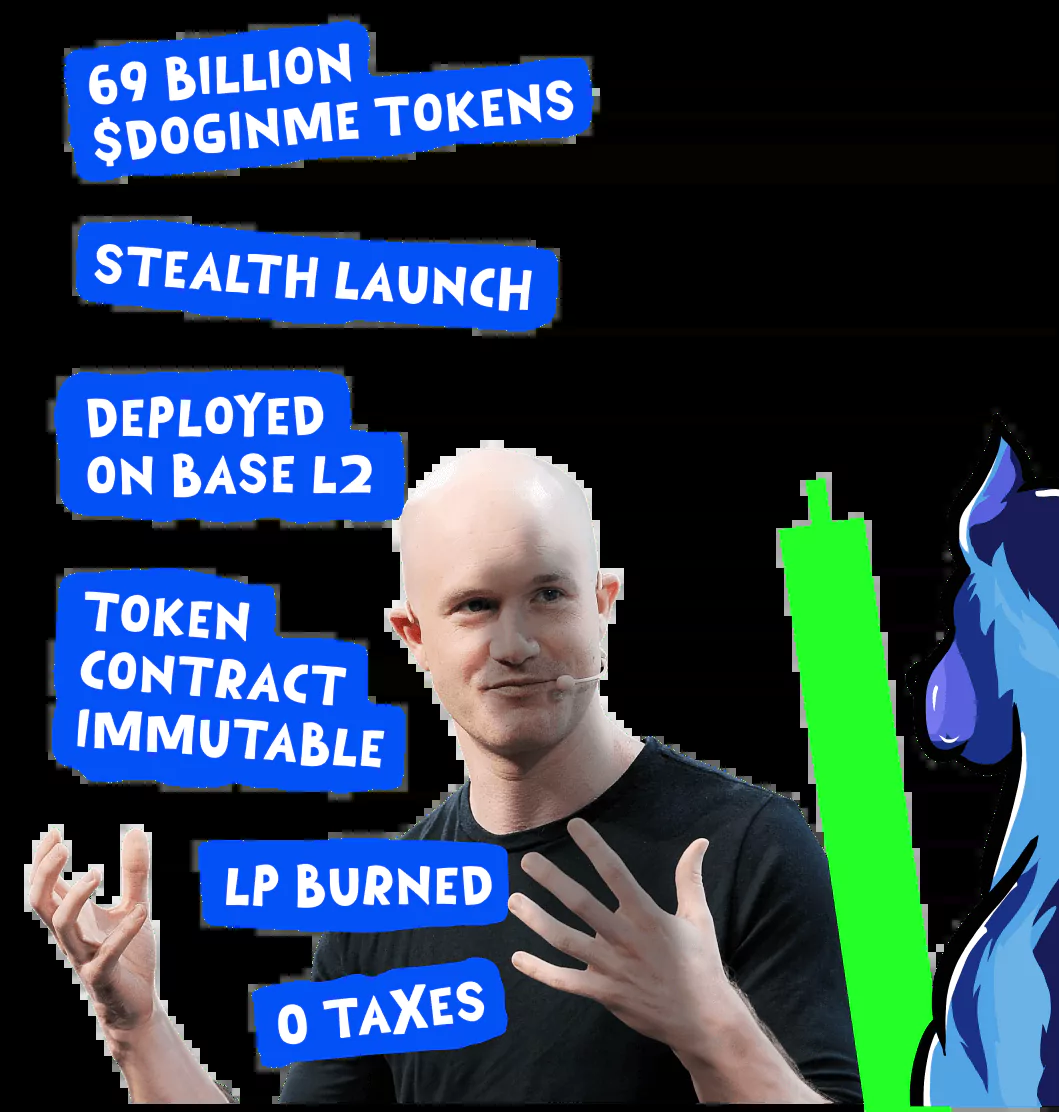 69 BILLION
$DOGINME TOKENS
STEALTH LAUNCH
DEPLOYED
ON BASE L2
TOKEN
CONTRACT
IMMUTABLE
LP BURNED
0 TAXES